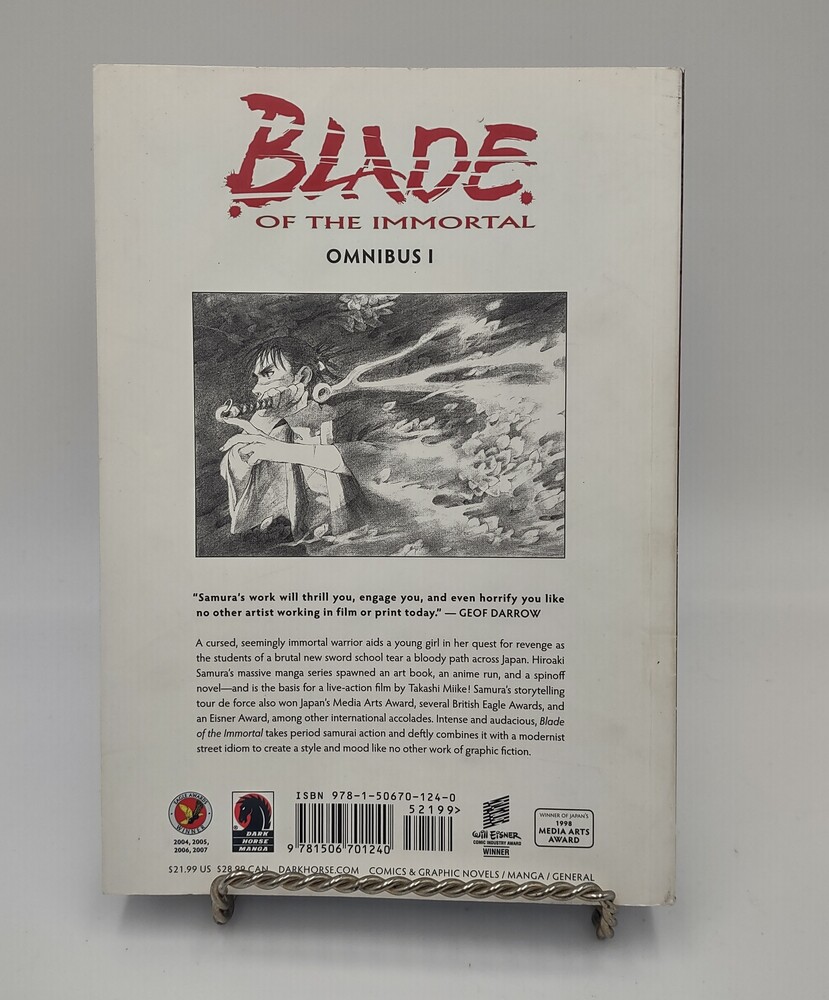 BLADE
OF THE IMMORTAL
OMNIBUS I
"Samura's work will thrill you, engage you, and even horrify you like
no other artist working in film or print today." — GEOF DARROW
A cursed, seemingly immortal warrior aids a young girl in her quest for revenge as
the students of a brutal new sword school tear a bloody path across Japan. Hiroaki
Samura's massive manga series spawned an art book, an anime run, and a spinoff
novel—and is the basis for a live-action film by Takashi Miike! Samura's storytelling
tour de force also won Japan's Media Arts Award, several British Eagle Awards, and
an Eisner Award, among other international accolades. Intense and audacious, Blade
of the Immortal takes period samurai action and deftly combines it with a modernist
street idiom to create a style and mood like no other work of graphic fiction.
EAGLE AWARDS
WINNER
2004, 2005,
2006, 2007
DARK
HORSE
MANGA
ISBN 978-1-50670-124-0
52199>
9 781506 701240
Will Eisner
COMIC INDUSTRY AWARD
WINNER
WINNER OF JAPAN'S
1998
MEDIA ARTS
AWARD
$21.99 US $28.99 CAN DARKHORSE.COM COMICS & GRAPHIC NOVELS / MANGA / GENERAL